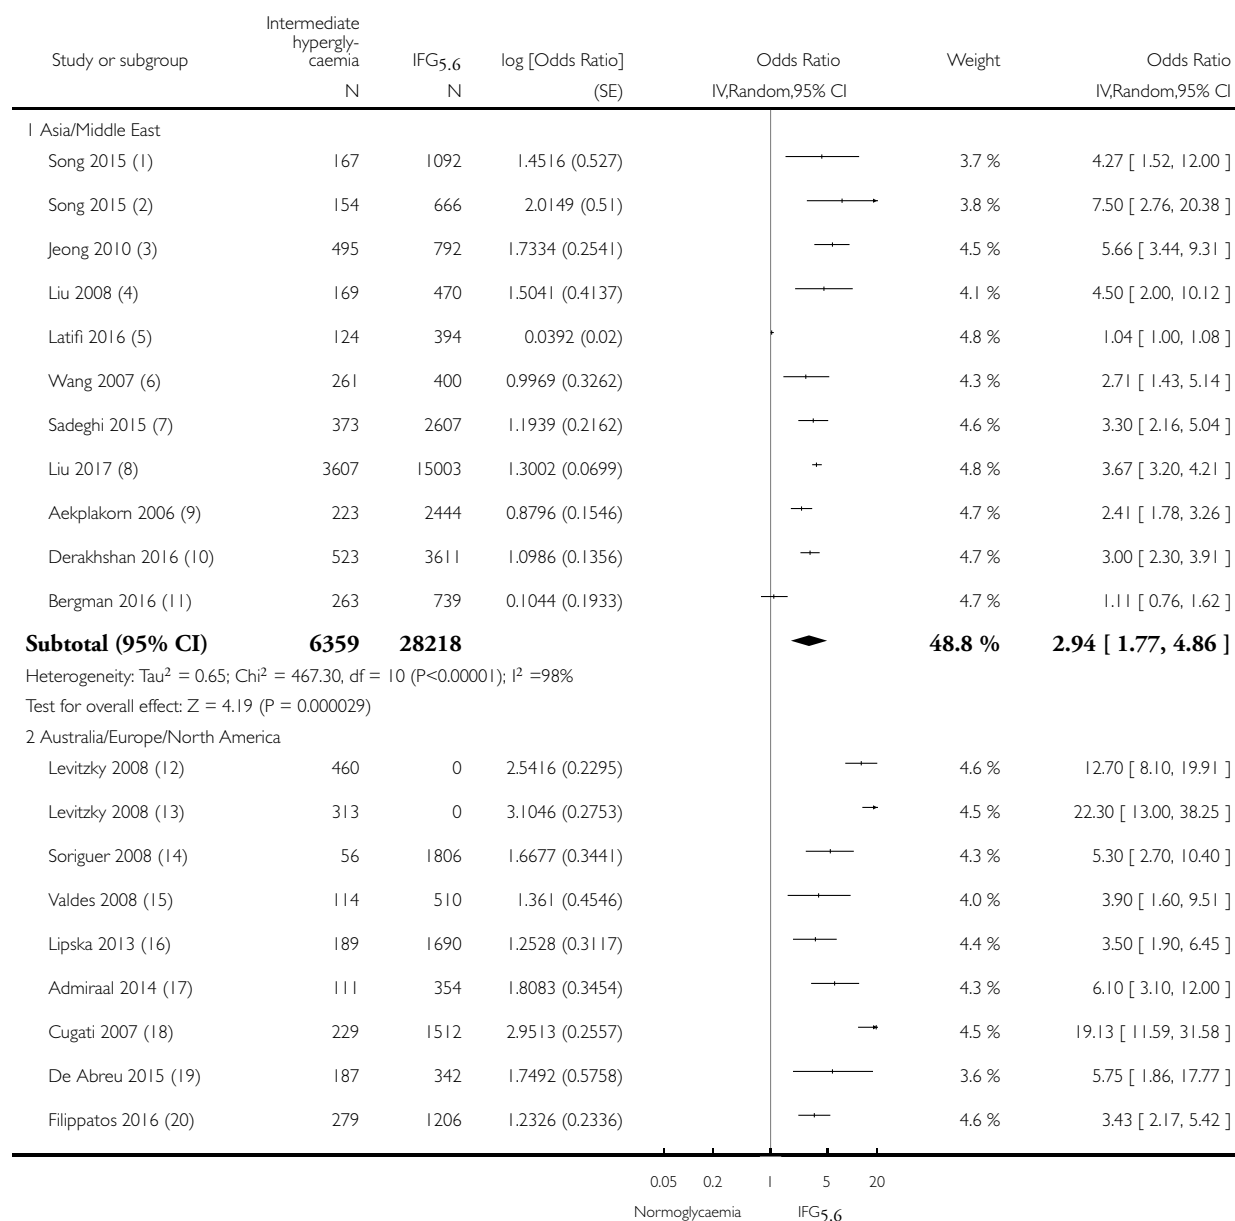 Intermediate
hypergly-
Study or subgroup caemia IFG5.6 log [Odds Ratio] Odds Ratio Weight Odds Ratio
N N (SE) IV,Random,95% CI IV,Random,95% CI
1 Asia/Middle East
Song 2015 (1) 167 1092 1.4516 (0.527) 3.7 % 4.27 [ 1.52, 12.00 ]
Song 2015 (2) 154 666 2.0149 (0.51) 3.8 % 7.50 [ 2.76, 20.38 ]
Jeong 2010 (3) 495 792 1.7334 (0.2541) 4.5 % 5.66 [ 3.44, 9.31 ]
Liu 2008 (4) 169 470 1.5041 (0.4137) 4.1 % 4.50 [ 2.00, 10.12 ]
Latifi 2016 (5) 124 394 0.0392 (0.02) 4.8 % 1.04 [ 1.00, 1.08 ]
Wang 2007 (6) 261 400 0.9969 (0.3262) 4.3 % 2.71 [ 1.43, 5.14 ]
Sadeghi 2015 (7) 373 2607 1.1939 (0.2162) 4.6 % 3.30 [ 2.16, 5.04 ]
Liu 2017 (8) 3607 15003 1.3002 (0.0699) 4.8 % 3.67 [ 3.20, 4.21 ]
Aekplakorn 2006 (9) 223 2444 0.8796 (0.1546) 4.7 % 2.41 [ 1.78, 3.26 ]
Derakhshan 2016 (10) 523 3611 1.0986 (0.1356) 4.7 % 3.00 [ 2.30, 3.91 ]
Bergman 2016 (11) 263 739 0.1044 (0.1933) 4.7 % 1.11 [ 0.76, 1.62 ]
Subtotal (95% CI) 6359 28218 48.8 % 2.94 [ 1.77, 4.86 ]
Heterogeneity: Tau² = 0.65; Chi² = 467.30, df = 10 (P<0.00001); I² =98%
Test for overall effect: Z = 4.19 (P = 0.000029)
2 Australia/Europe/North America
Levitzky 2008 (12) 460 0 2.5416 (0.2295) 4.6 % 12.70 [ 8.10, 19.91 ]
Levitzky 2008 (13) 313 0 3.1046 (0.2753) 4.5 % 22.30 [ 13.00, 38.25 ]
Soriguer 2008 (14) 56 1806 1.6677 (0.3441) 4.3 % 5.30 [ 2.70, 10.40 ]
Valdes 2008 (15) 114 510 1.361 (0.4546) 4.0 % 3.90 [ 1.60, 9.51 ]
Lipska 2013 (16) 189 1690 1.2528 (0.3117) 4.4 % 3.50 [ 1.90, 6.45 ]
Admiraal 2014 (17) 111 354 1.8083 (0.3454) 4.3 % 6.10 [ 3.10, 12.00 ]
Cugati 2007 (18) 229 1512 2.9513 (0.2557) 4.5 % 19.13 [ 11.59, 31.58 ]
De Abreu 2015 (19) 187 342 1.7492 (0.5758) 3.6 % 5.75 [ 1.86, 17.77 ]
Filippatos 2016 (20) 279 1206 1.2326 (0.2336) 4.6 % 3.43 [ 2.17, 5.42 ]
0.05 0.2 1 5 20
Normoglycaemia IFG5.6